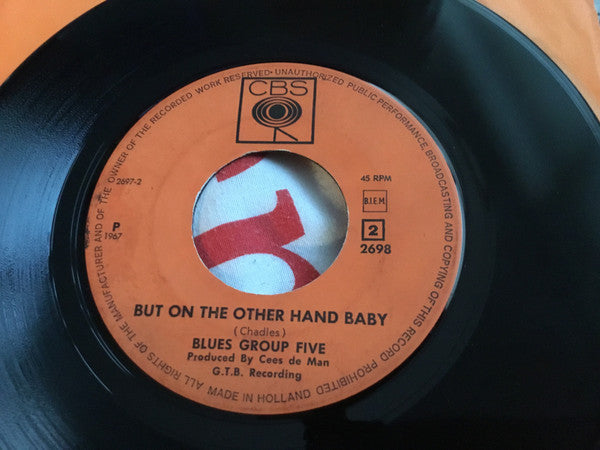 CBS
2697-2
45 RPM
B.I.E.M.
P
1967
2
2698
BUT ON THE OTHER HAND BABY
(Chadles)
BLUES GROUP FIVE
Produced By Cees de Man
G.T.B. Recording
MADE IN HOLLAND
ALL RIGHTS OF THE MANUFACTURER AND OF THE OWNER OF THE RECORDED WORK RESERVED• UNAUTHORIZED PUBLIC PERFORMANCE, BROADCASTING AND COPYING OF THIS RECORD PROHIBITED